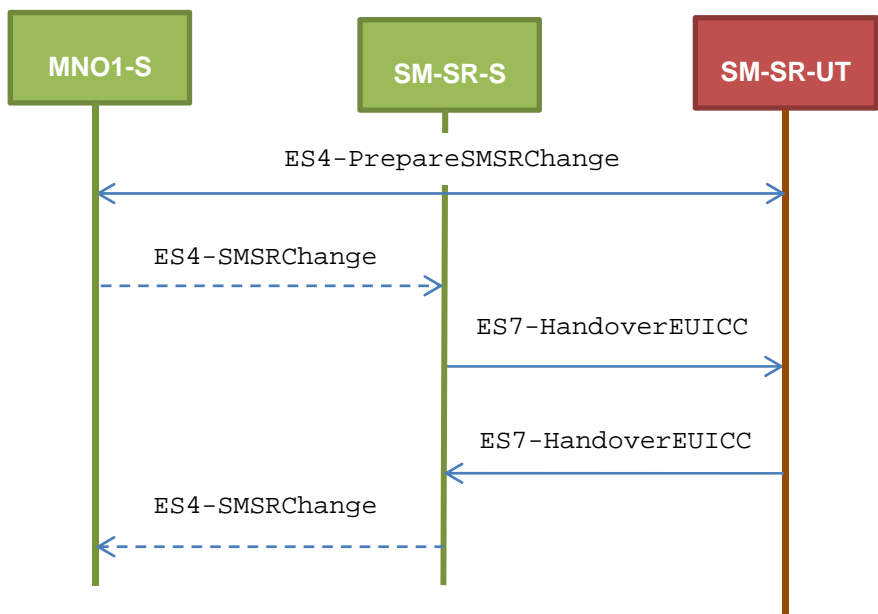 MNO1-S
SM-SR-S
SM-SR-UT
ES4-PrepareSMSRChange
ES4-SMSRChange
ES7-HandoverEUICC
ES7-HandoverEUICC
ES4-SMSRChange